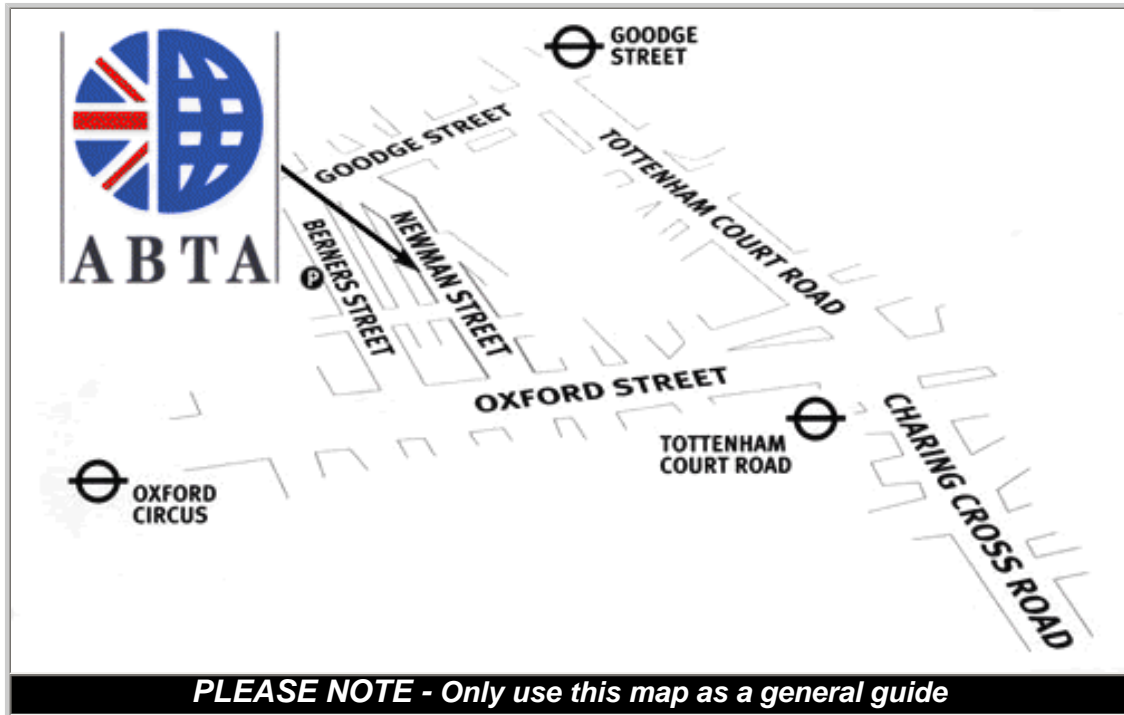 GOODGE
STREET
ABTA
GOODGE STREET
TOTTENHAM COURT ROAD
BERNERS STREET
P
NEWMAN STREET
OXFORD STREET
TOTTENHAM
COURT ROAD
CHARING CROSS ROAD
OXFORD
CIRCUS
PLEASE NOTE - Only use this map as a general guide